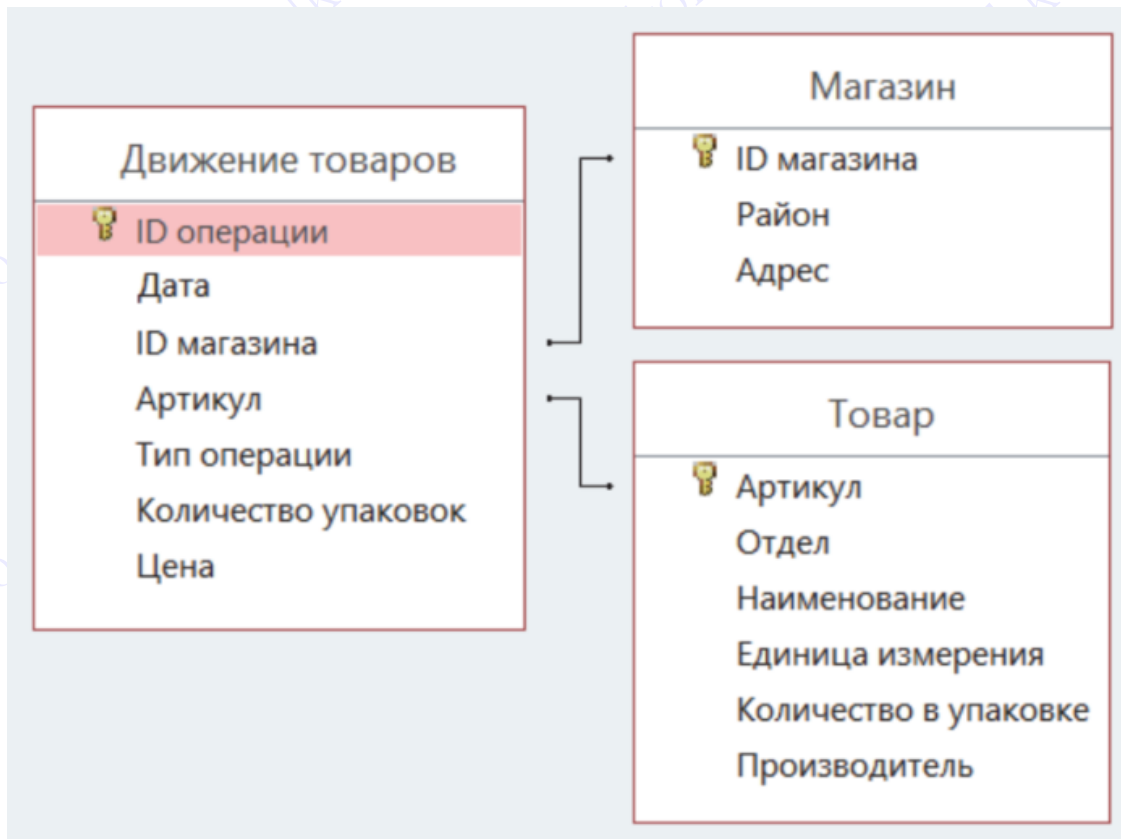 Движение товаров
ID операции
Дата
ID магазина
Артикул
Тип операции
Количество упаковок
Цена
Магазин
ID магазина
Район
Адрес
Товар
Артикул
Отдел
Наименование
Единица измерения
Количество в упаковке
Производитель